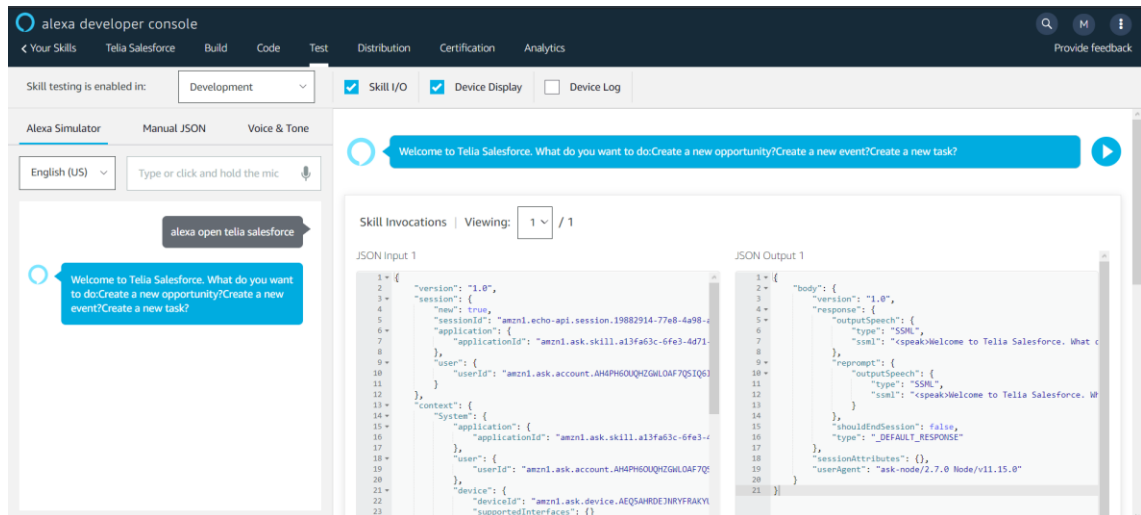 alexa developer console
M
Your Skills Telia Salesforce Build Code Test Distribution Certification Analytics Provide feedback
Skill testing is enabled in: Development Skill I/O Device Display Device Log
Alexa Simulator Manual JSON Voice & Tone
English (US) Type or click and hold the mic
alexa open telia salesforce
Welcome to Telia Salesforce. What do you want
to do:Create a new opportunity?Create a new
event?Create a new task?
Welcome to Telia Salesforce. What do you want to do:Create a new opportunity?Create a new event?Create a new task?
Skill Invocations | Viewing: 1 / 1
JSON Input 1
1 {
2 "version": "1.0",
3 "session": {
4 "new": true,
5 "sessionId": "amzn1.echo-api.session.19882914-77e8-4a98-
6 "application": {
7 "applicationId": "amzn1.ask.skill.a13fa63c-6fe3-4d71-
8 },
9 "user": {
10 "userId": "amzn1.ask.account.
11 }
12 },
13 "context": {
14 "System": {
15 "application": {
16 "applicationId": "amzn1.ask.skill.a13fa63c-6fe3-
17 },
18 "user": {
19 "userId": "amzn1.ask.account.
20 },
21 "device": {
22 "deviceId": "amzn1.ask.device.
23 "supportedInterfaces": {}
JSON Output 1
1 {
2 "body": {
3 "version": "1.0",
4 "response": {
5 "outputSpeech": {
6 "type": "SSML",
7 "ssml": "<speak>Welcome to Telia Salesforce. What
8 },
9 "reprompt": {
10 "outputSpeech": {
11 "type": "SSML",
12 "ssml": "<speak>Welcome to Telia Salesforce.
13 }
14 },
15 "shouldEndSession": false,
16 "type": "_DEFAULT_RESPONSE"
17 },
18 "sessionAttributes": {},
19 "userAgent": "ask-node/2.7.0 Node/v11.15.0"
20 }
21 }